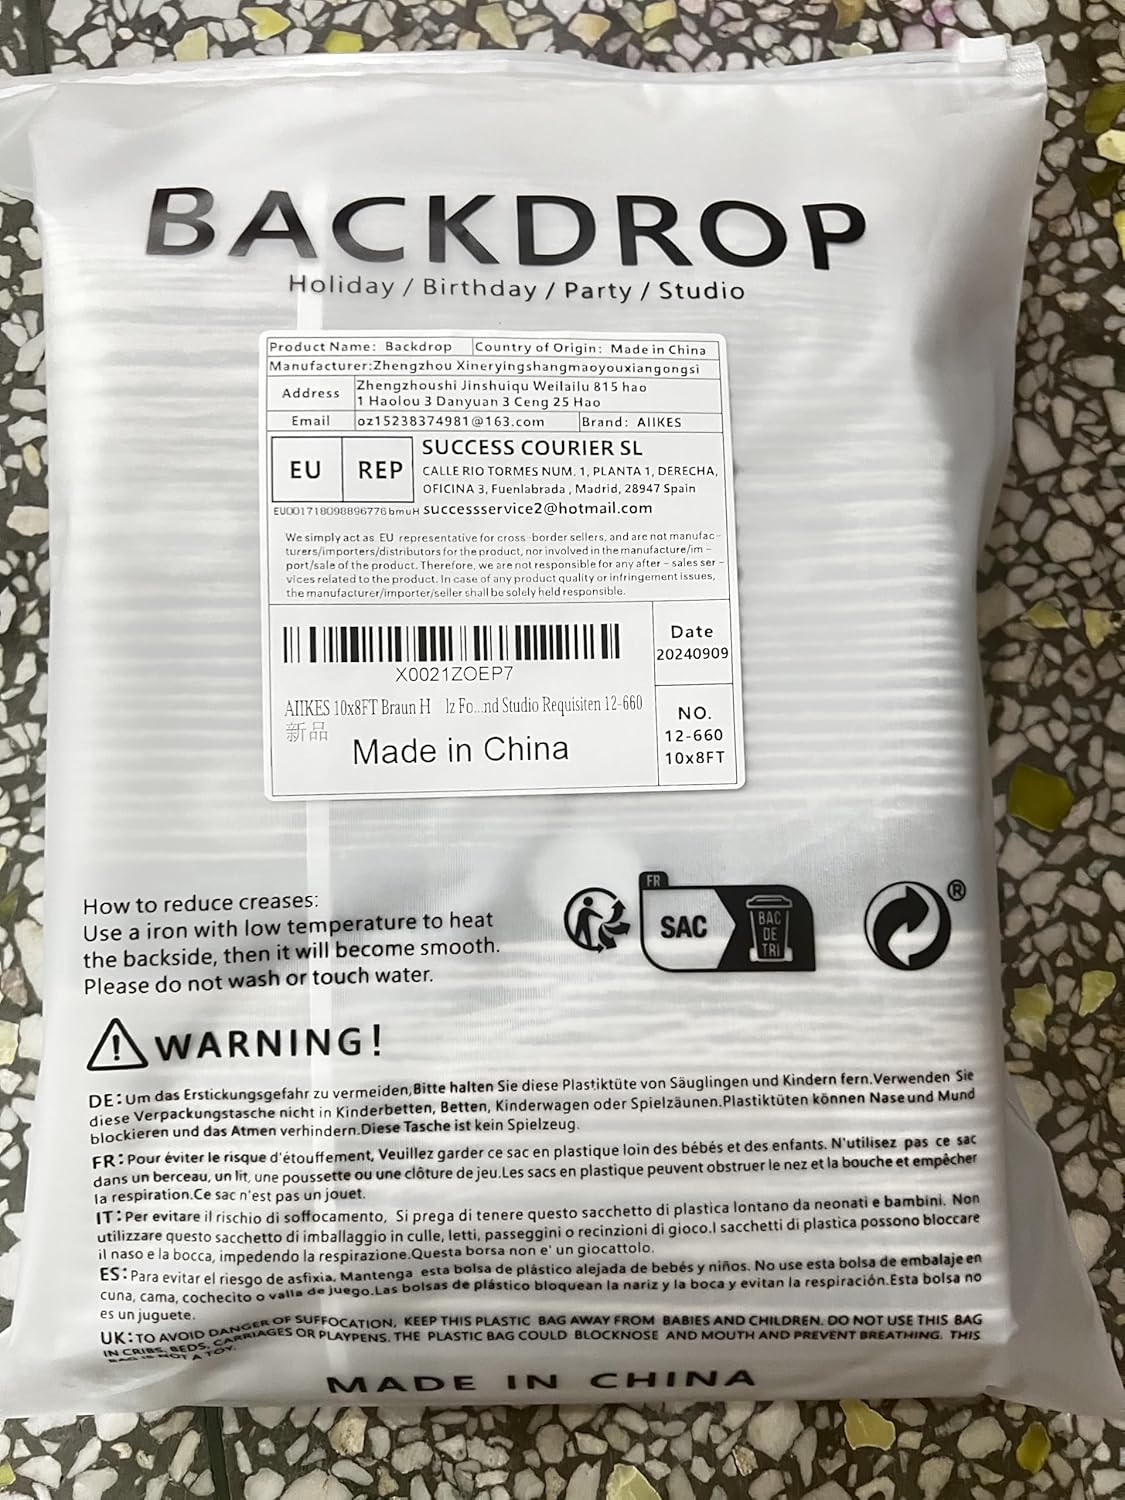 BACKDROP
Holiday / Birthday / Party / Studio
Product Name: Backdrop Country of Origin: Made in China
Manufacturer:Zhengzhou Xineryingshangmaoyouxiangongsi
Address Zhengzhoushi Jinshuiqu Weilailu 815 hao
1 Haolou 3 Danyuan 3 Ceng 25 Hao
Email oz15238374981@163.com Brand: AIIKES
EU REP SUCCESS COURIER SL
CALLE RIO TORMES NUM. 1, PLANTA 1, DERECHA,
OFICINA 3, Fuenlabrada , Madrid, 28947 Spain
EU001718098896776bmuH successservice2@hotmail.com
We simply act as EU representative for cross-border sellers, and are not manufac-
turers/importers/distributors for the product, nor involved in the manufacture/im-
port/sale of the product. Therefore, we are not responsible for any after-sales ser-
vices related to the product. In case of any product quality or infringement issues,
the manufacturer/importer/seller shall be solely held responsible.
Date
20240909
X0021ZOEP7
AIIKES 10x8FT Braun H lz Fo...nd Studio Requisiten 12-660
新品
Made in China
NO.
12-660
10x8FT
How to reduce creases:
Use a iron with low temperature to heat
the backside, then it will become smooth.
Please do not wash or touch water.
FR
SAC
BAC
DE
TRI
®
WARNING!
DE:Um das Erstickungsgefahr zu vermeiden,Bitte halten Sie diese Plastiktüte von Säuglingen und Kindern fern.Verwenden Sie
diese Verpackungstasche nicht in Kinderbetten, Betten, Kinderwagen oder Spielzäunen.Plastiktüten können Nase und Mund
blockieren und das Atmen verhindern.Diese Tasche ist kein Spielzeug.
FR:Pour éviter le risque d'étouffement, Veuillez garder ce sac en plastique loin des bébés et des enfants. N'utilisez pas ce sac
dans un berceau, un lit, une poussette ou une clôture de jeu.Les sacs en plastique peuvent obstruer le nez et la bouche et empêcher
la respiration.Ce sac n'est pas un jouet.
IT:Per evitare il rischio di soffocamento, Si prega di tenere questo sacchetto di plastica lontano da neonati e bambini. Non
utilizzare questo sacchetto di imballaggio in culle, letti, passeggini o recinzioni di gioco.I sacchetti di plastica possono bloccare
il naso e la bocca, impedendo la respirazione.Questa borsa non e' un giocattolo.
ES:Para evitar el riesgo de asfixia, Mantenga esta bolsa de plástico alejada de bebés y niños. No use esta bolsa de embalaje en
cuna, cama, cochecito o valla de juego.Las bolsas de plástico bloquean la nariz y la boca y evitan la respiración.Esta bolsa no
es un juguete.
UK:TO AVOID DANGER OF SUFFOCATION, KEEP THIS PLASTIC BAG AWAY FROM BABIES AND CHILDREN. DO NOT USE THIS BAG
IN CRIBS, BEDS, CARRIAGES OR PLAYPENS. THE PLASTIC BAG COULD BLOCKNOSE AND MOUTH AND PREVENT BREATHING. THIS
BAG IS NOT A TOY.
MADE IN CHINA